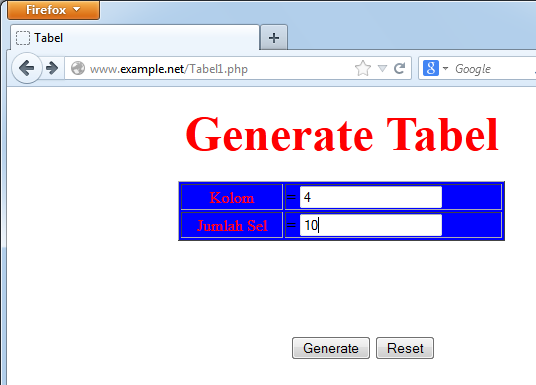 Firefox
Tabel
www.example.net/Tabel1.php
Google
Generate Tabel
Kolom = 4
Jumlah Sel = 10
Generate Reset